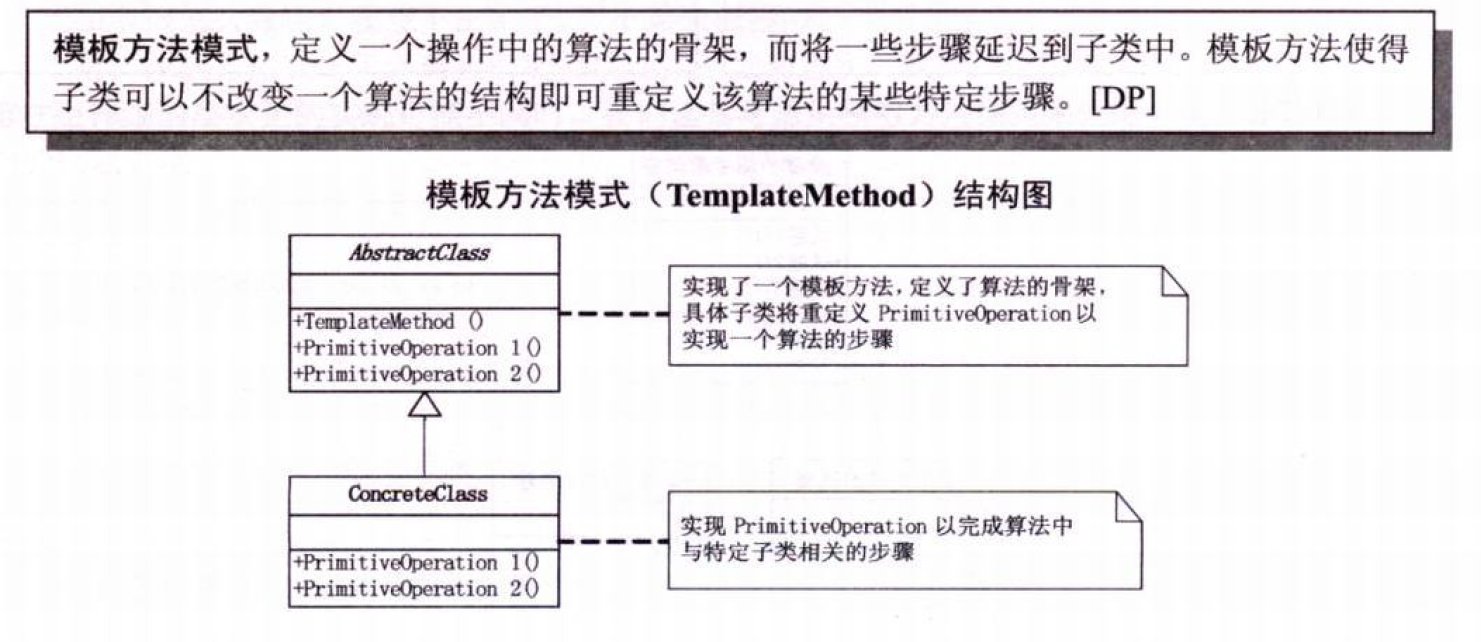 模板方法模式，定义一个操作中的算法的骨架，而将一些步骤延迟到子类中。模板方法使得
子类可以不改变一个算法的结构即可重定义该算法的某些特定步骤。[DP]
模板方法模式（TemplateMethod）结构图
AbstractClass
+TemplateMethod ()
+PrimitiveOperation 1()
+PrimitiveOperation 2()
实现了一个模板方法，定义了算法的骨架，
具体子类将重定义 PrimitiveOperation 以
实现一个算法的步骤
ConcreteClass
+PrimitiveOperation 1()
+PrimitiveOperation 2()
实现 PrimitiveOperation 以完成算法中
与特定子类相关的步骤